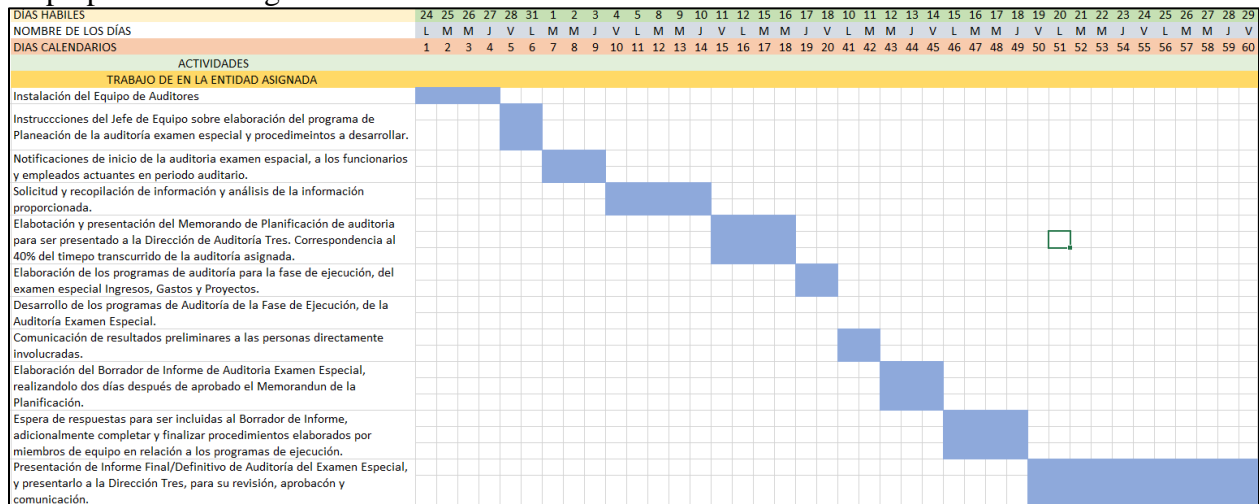 DIAS HABILES 24 25 26 27 28 31 1 2 3 4 5 8 9 10 11 12 15 16 17 18 10 11 12 13 14 15 16 17 18 19 20 21 22 23 24 25 26 27 28 29
NOMBRE DE LOS DÍAS L M M J V L M M J V L M M J V L M M J V L M M J V L M M J V L M M J V L M M J V
DIAS CALENDARIOS 1 2 3 4 5 6 7 8 9 10 11 12 13 14 15 16 17 18 19 20 41 42 43 44 45 46 47 48 49 50 51 52 53 54 55 56 57 58 59 60
ACTIVIDADES
TRABAJO DE EN LA ENTIDAD ASIGNADA
Instalación del Equipo de Auditores
Instruccciones del Jefe de Equipo sobre elaboración del programa de
Planeación de la auditoría examen especial y procedimeintos a desarrollar.
Notificaciones de inicio de la auditoria examen espacial, a los funcionarios
y empleados actuantes en periodo auditario.
Solicitud y recopilación de información y análisis de la información
proporcionada.
Elabotación y presentación del Memorando de Planificación de auditoria
para ser presentado a la Dirección de Auditoría Tres. Correspondencia al
40% del timepo transcurrido de la auditoría asignada.
Elaboración de los programas de auditoría para la fase de ejecución, del
examen especial Ingresos, Gastos y Proyectos.
Desarrollo de los programas de Auditoría de la Fase de Ejecución, de la
Auditoría Examen Especial.
Comunicación de resultados preliminares a las personas directamente
involucradas.
Elaboración del Borrador de Informe de Auditoria Examen Especial,
realizandolo dos días después de aprobado el Memorandun de la
Planificación.
Espera de respuestas para ser incluidas al Borrador de Informe,
adicionalmente completar y finalizar procedimientos elaborados por
miembros de equipo en relación a los programas de ejecución.
Presentación de Informe Final/Definitivo de Auditoría del Examen Especial,
y presentarlo a la Dirección Tres, para su revisión, aprobacón y
comunicación.